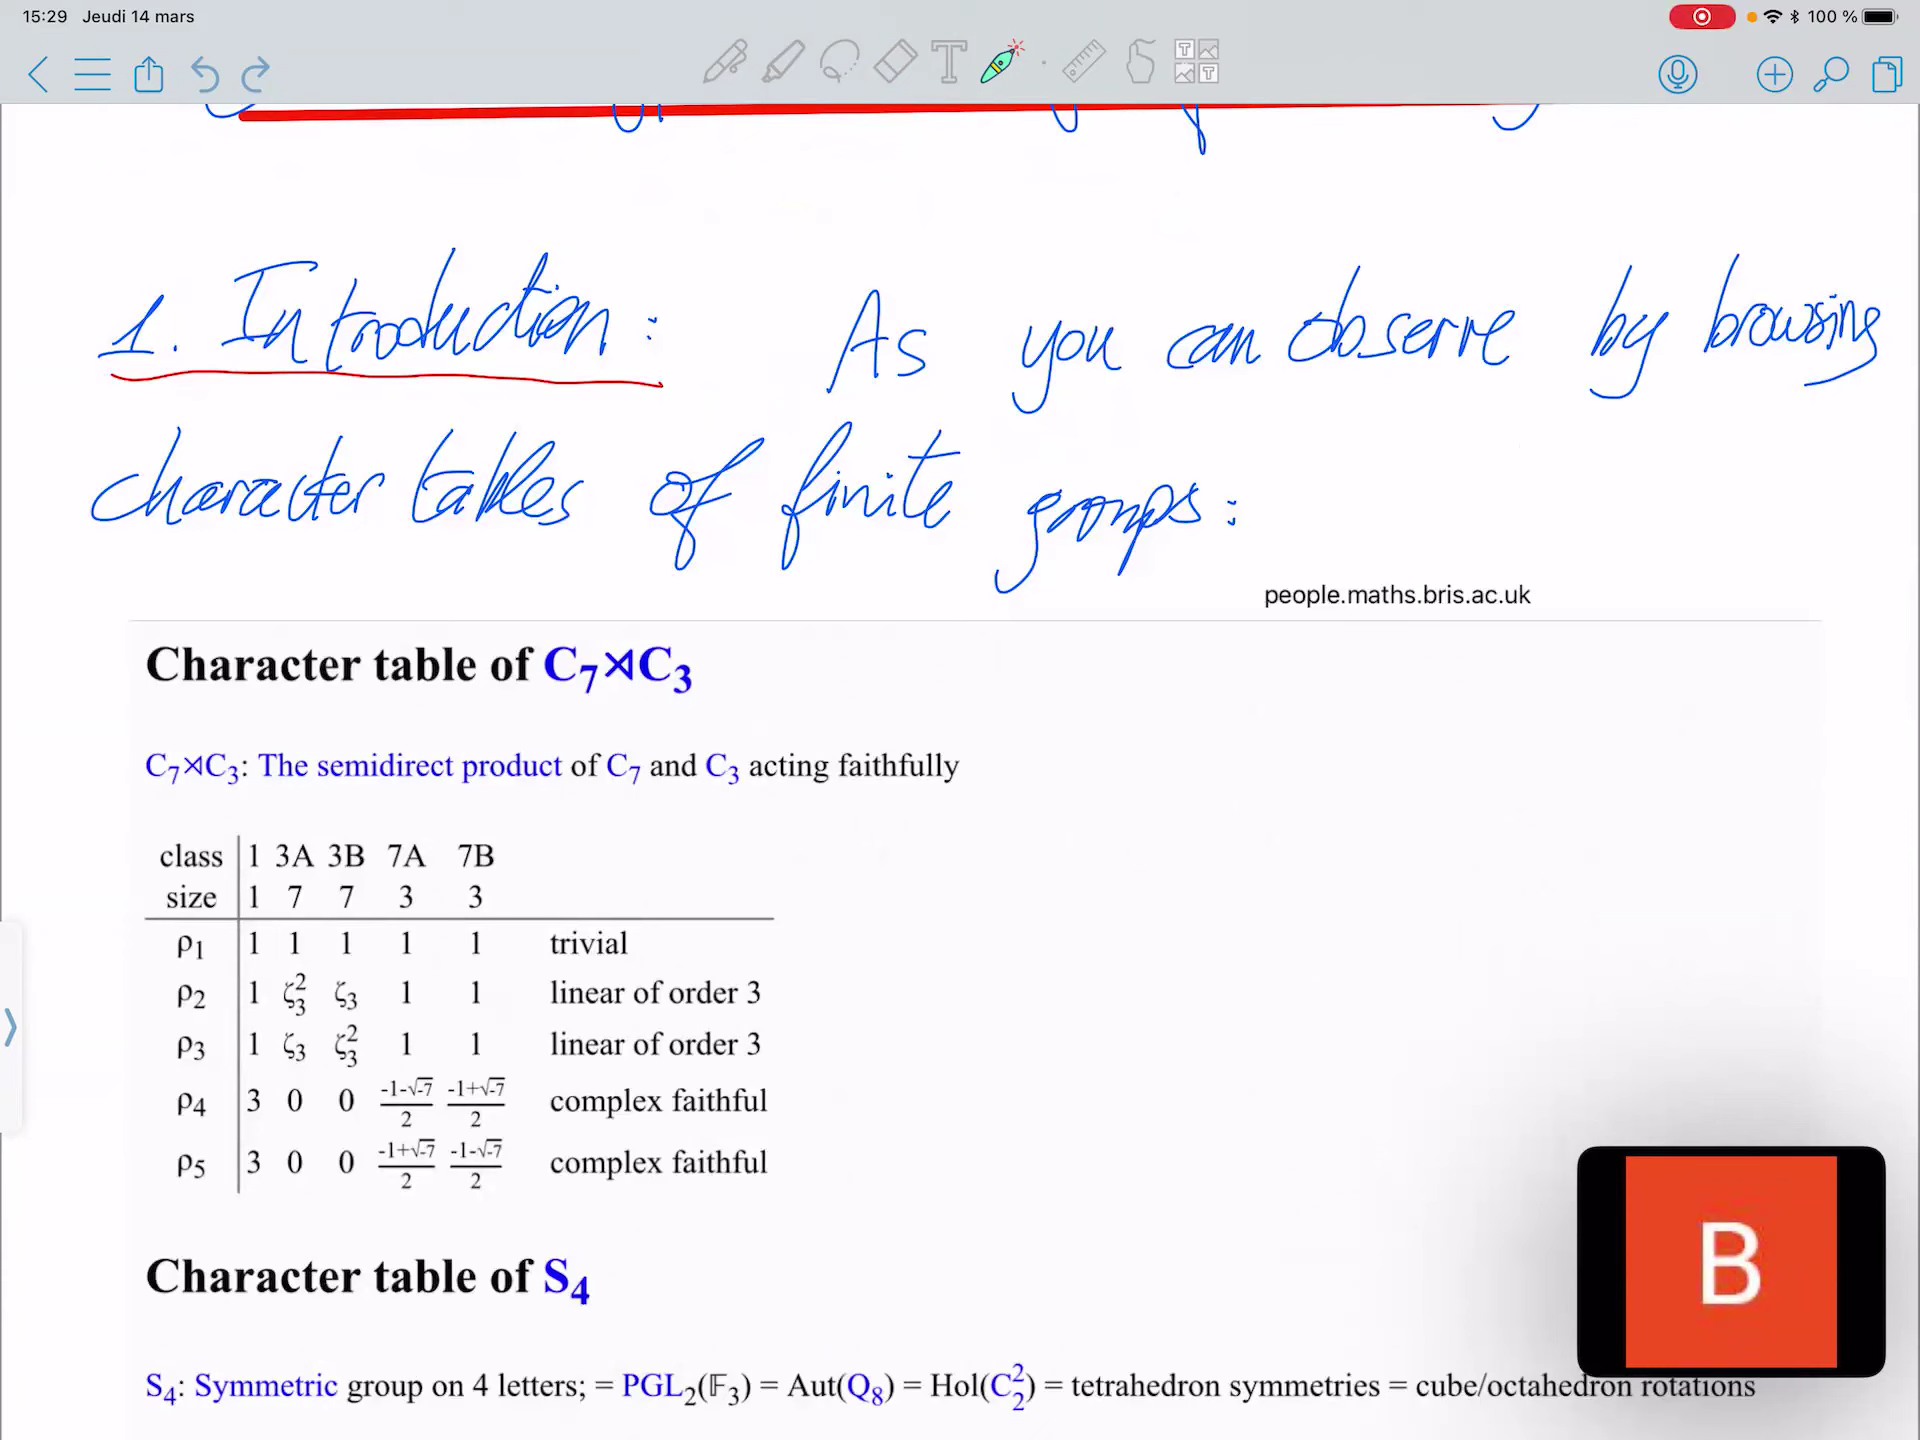 15:29 Jeudi 14 mars 100 %
1. Introduction: As you can observe by browsing
character tables of finite groups:
people.maths.bris.ac.uk
Character table of C₇⋊C₃
C₇⋊C₃: The semidirect product of C₇ and C₃ acting faithfully
class 1 3A 3B 7A 7B
size 1 7 7 3 3
ρ₁ 1 1 1 1 1 trivial
ρ₂ 1 ζ₃² ζ₃ 1 1 linear of order 3
ρ₃ 1 ζ₃ ζ₃² 1 1 linear of order 3
ρ₄ 3 0 0 (-1-√-7)/2 (-1+√-7)/2 complex faithful
ρ₅ 3 0 0 (-1+√-7)/2 (-1-√-7)/2 complex faithful
Character table of S₄
S₄: Symmetric group on 4 letters; = PGL₂(𝔽₃) = Aut(Q₈) = Hol(C₂²) = tetrahedron symmetries = cube/octahedron rotations
B